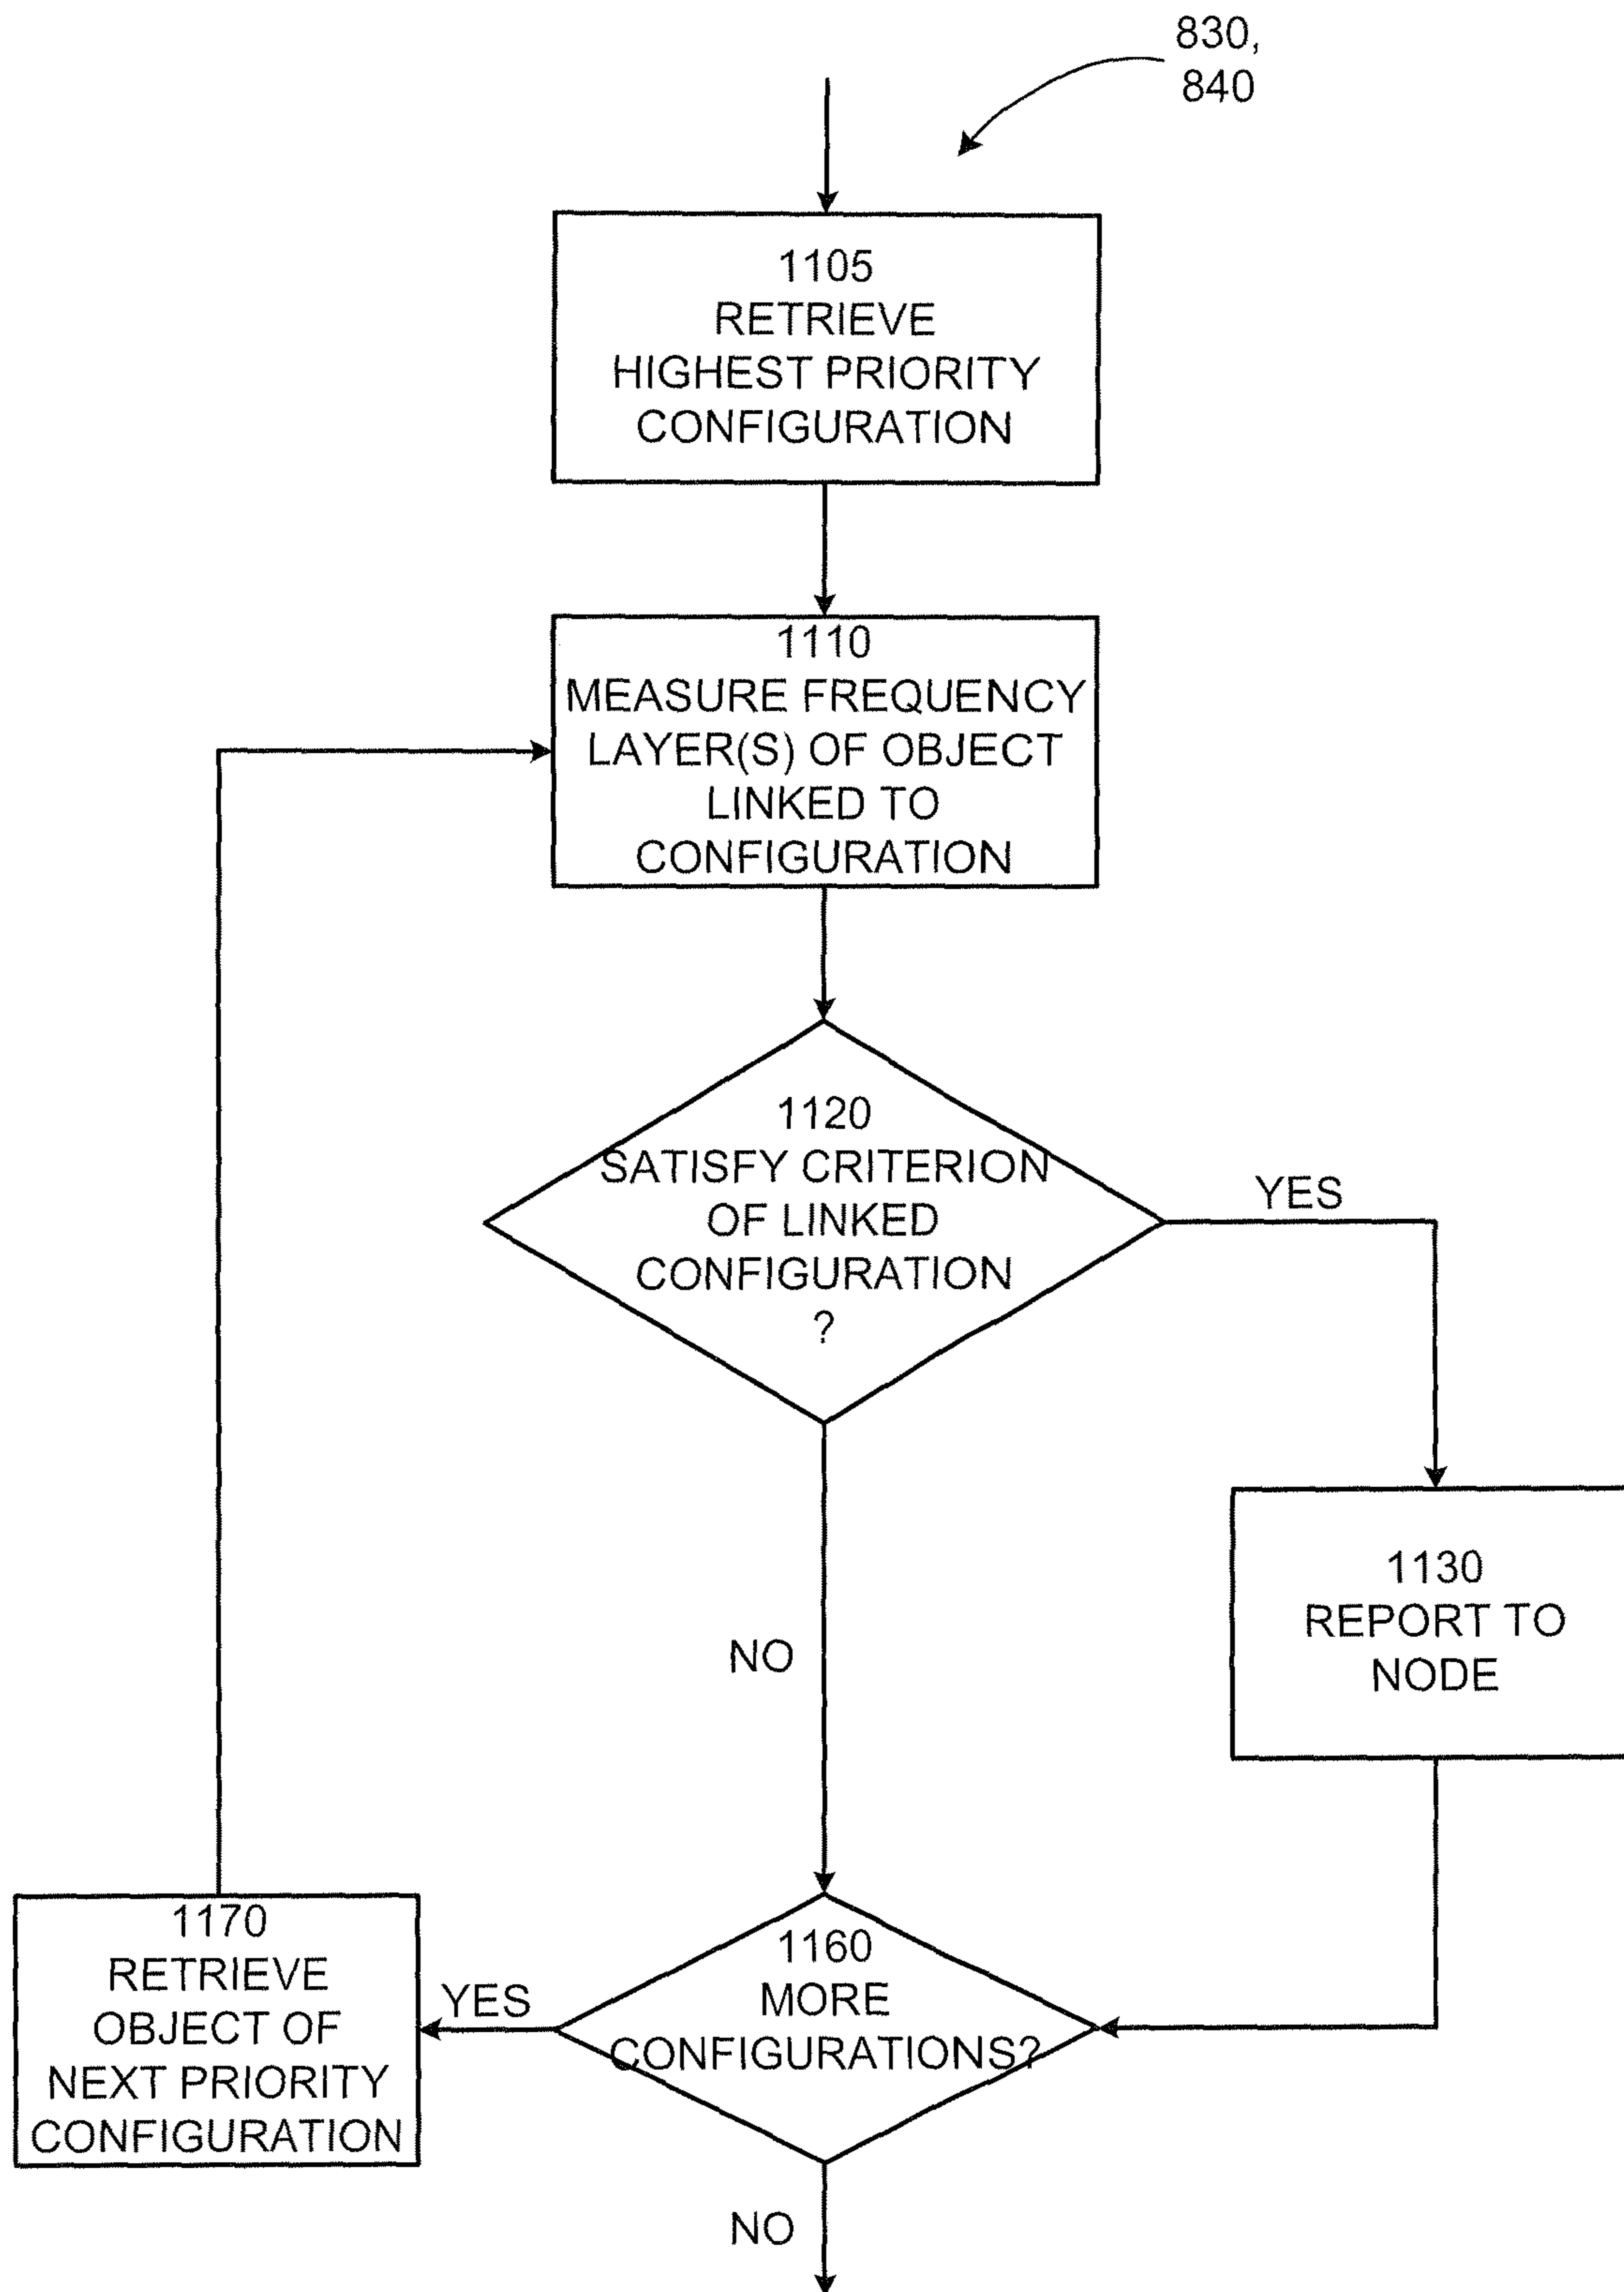 830,
840
1105
RETRIEVE
HIGHEST PRIORITY
CONFIGURATION
1110
MEASURE FREQUENCY
LAYER(S) OF OBJECT
LINKED TO
CONFIGURATION
1120
SATISFY CRITERION
OF LINKED
CONFIGURATION
?
YES
NO
1130
REPORT TO
NODE
1160
MORE
CONFIGURATIONS?
YES
1170
RETRIEVE
OBJECT OF
NEXT PRIORITY
CONFIGURATION
NO